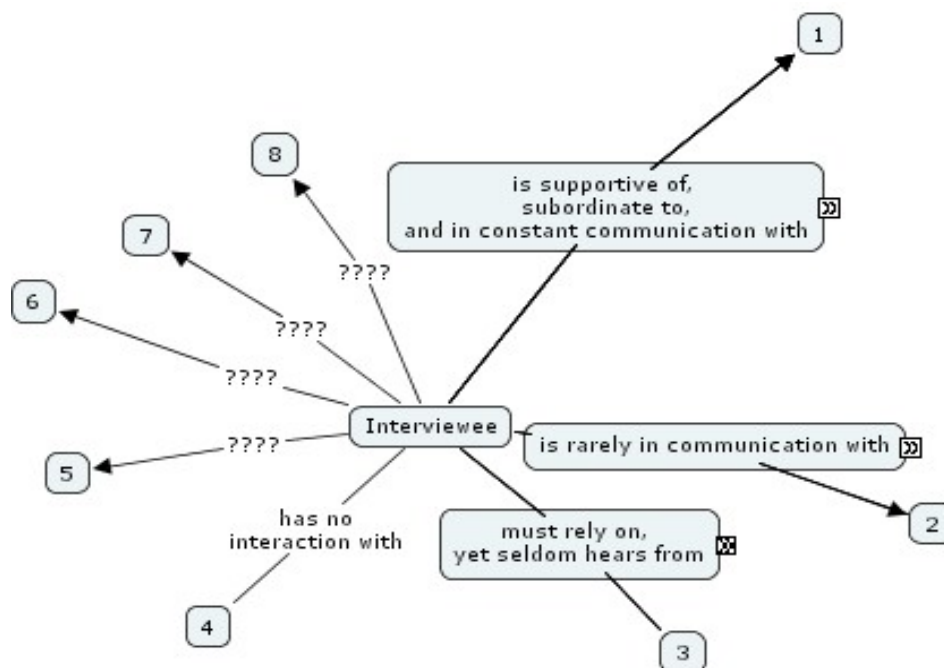 1
8
is supportive of,
subordinate to,
and in constant communication with
7
????
6
????
????
Interviewee
????
is rarely in communication with
5
has no
interaction with
must rely on,
yet seldom hears from
2
4
3